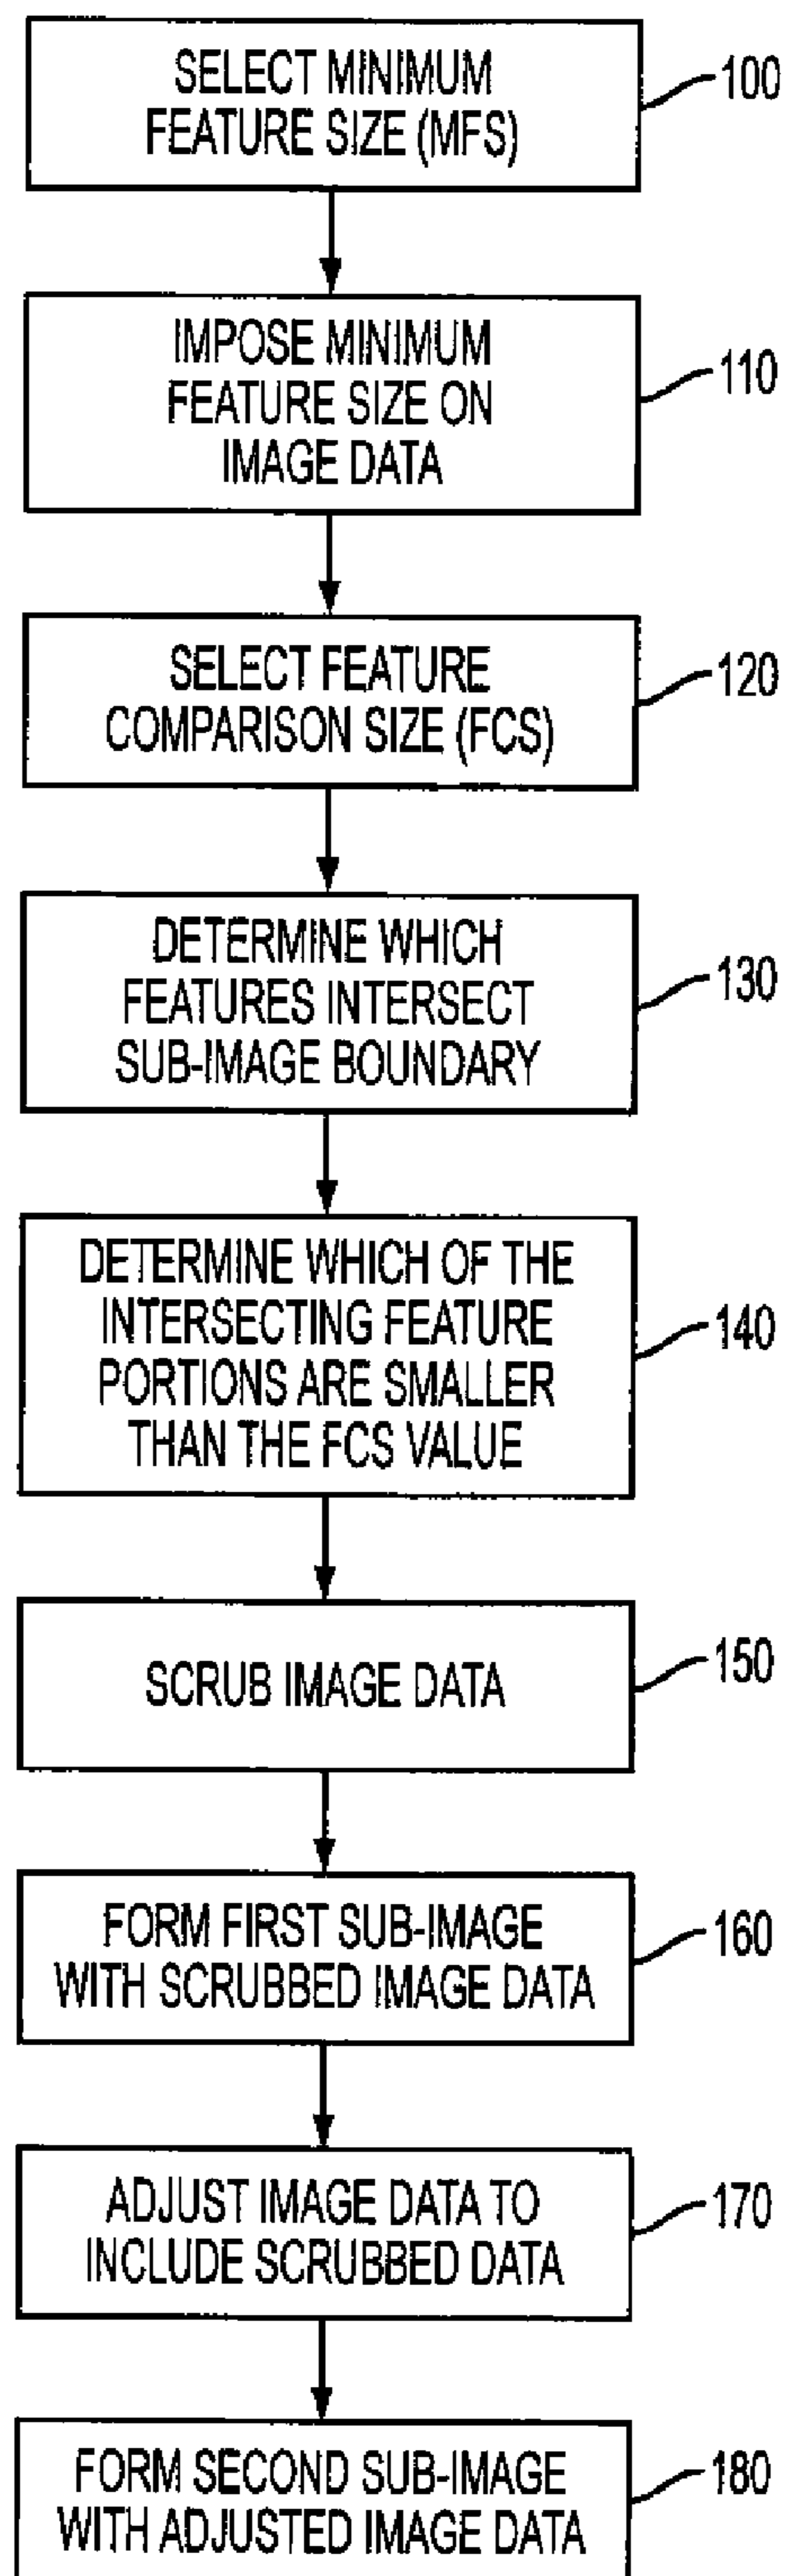 SELECT MINIMUM
FEATURE SIZE (MFS)
100
IMPOSE MINIMUM
FEATURE SIZE ON
IMAGE DATA
110
SELECT FEATURE
COMPARISON SIZE (FCS)
120
DETERMINE WHICH
FEATURES INTERSECT
SUB-IMAGE BOUNDARY
130
DETERMINE WHICH OF THE
INTERSECTING FEATURE
PORTIONS ARE SMALLER
THAN THE FCS VALUE
140
SCRUB IMAGE DATA
150
FORM FIRST SUB-IMAGE
WITH SCRUBBED IMAGE DATA
160
ADJUST IMAGE DATA TO
INCLUDE SCRUBBED DATA
170
FORM SECOND SUB-IMAGE
WITH ADJUSTED IMAGE DATA
180